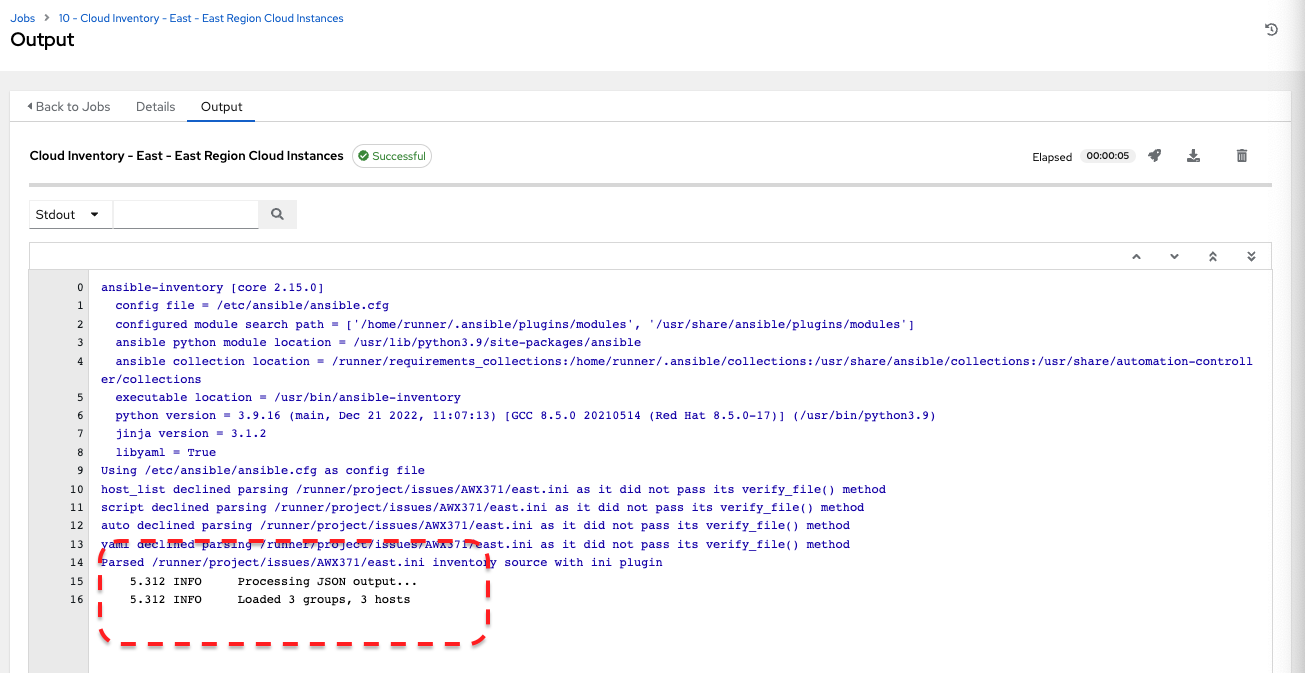 Jobs > 10 - Cloud Inventory - East - East Region Cloud Instances
Output
Back to Jobs Details Output
Cloud Inventory - East - East Region Cloud Instances Successful Elapsed 00:00:05
Stdout
0 ansible-inventory [core 2.15.0]
1 config file = /etc/ansible/ansible.cfg
2 configured module search path = ['/home/runner/.ansible/plugins/modules', '/usr/share/ansible/plugins/modules']
3 ansible python module location = /usr/lib/python3.9/site-packages/ansible
4 ansible collection location = /runner/requirements_collections:/home/runner/.ansible/collections:/usr/share/ansible/collections:/usr/share/automation-controll
er/collections
5 executable location = /usr/bin/ansible-inventory
6 python version = 3.9.16 (main, Dec 21 2022, 11:07:13) [GCC 8.5.0 20210514 (Red Hat 8.5.0-17)] (/usr/bin/python3.9)
7 jinja version = 3.1.2
8 libyaml = True
9 Using /etc/ansible/ansible.cfg as config file
10 host_list declined parsing /runner/project/issues/AWX371/east.ini as it did not pass its verify_file() method
11 script declined parsing /runner/project/issues/AWX371/east.ini as it did not pass its verify_file() method
12 auto declined parsing /runner/project/issues/AWX371/east.ini as it did not pass its verify_file() method
13 yaml declined parsing /runner/project/issues/AWX371/east.ini as it did not pass its verify_file() method
14 Parsed /runner/project/issues/AWX371/east.ini inventory source with ini plugin
15 5.312 INFO Processing JSON output...
16 5.312 INFO Loaded 3 groups, 3 hosts